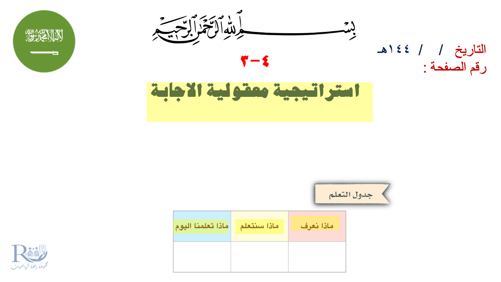 بسم الله الرحمن الرحيم
التاريخ / / ١٤٤هـ
رقم الصفحة :
٤-٣
استراتيجية معقولية الاجابة
جدول التعلم
ماذا نعرف ماذا سنتعلم ماذا تعلمنا اليوم